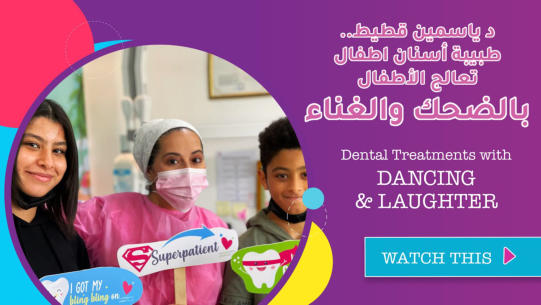 د ياسمين قطيط..
طبيبة أسنان اطفال
تعالج الأطفال
بالضحك والغناء
Dental Treatments with
DANCING
& LAUGHTER
WATCH THIS
S Superpatient
I GOT MY
bling bling on